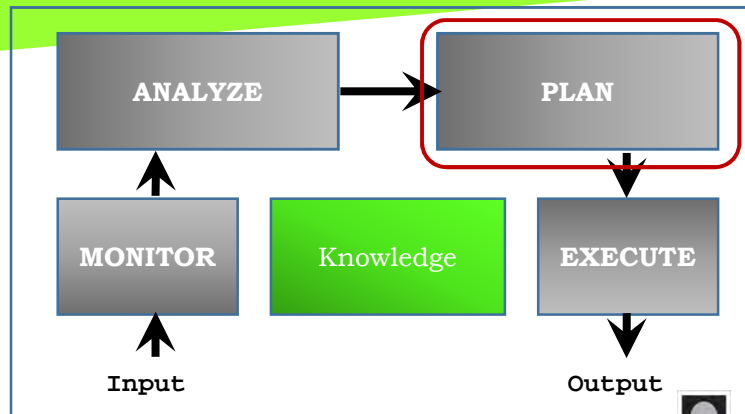 ANALYZE
PLAN
MONITOR
Knowledge
EXECUTE
Input
Output